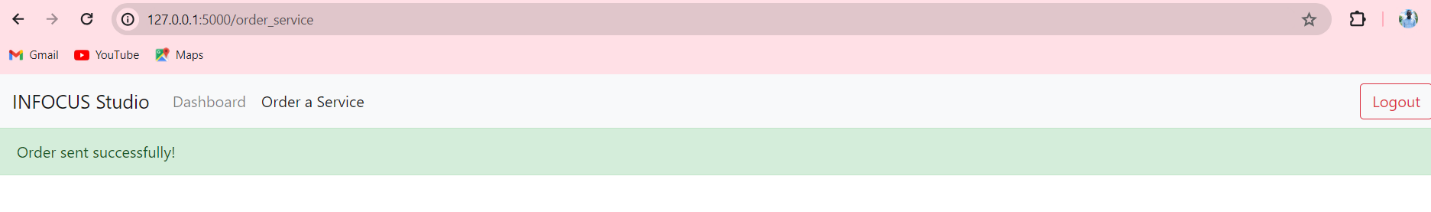 127.0.0.1:5000/order_service
Gmail YouTube Maps
INFOCUS Studio Dashboard Order a Service Logout
Order sent successfully!